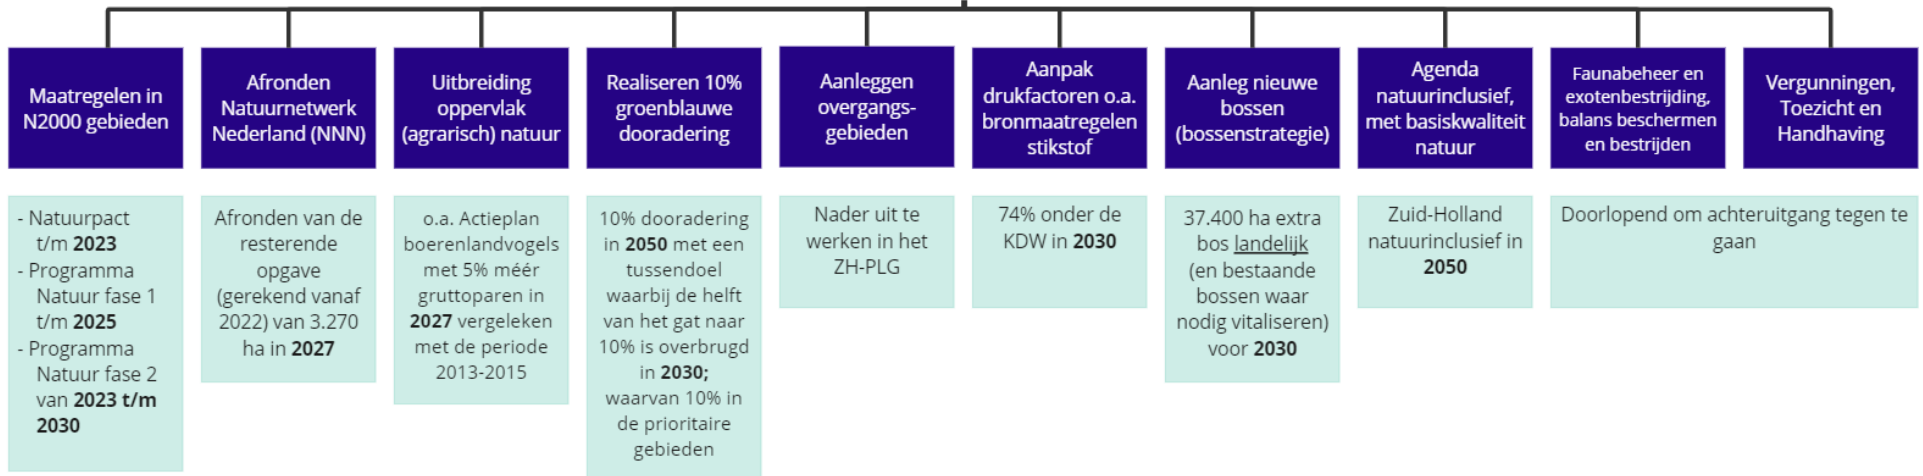 Maatregelen in
N2000 gebieden
Afronden
Natuurnetwerk
Nederland (NNN)
Uitbreiding
oppervlak
(agrarisch) natuur
Realiseren 10%
groenblauwe
dooradering
Aanleggen
overgangs-
gebieden
Aanpak
drukfactoren o.a.
bronmaatregelen
stikstof
Aanleg nieuwe
bossen
(bossenstrategie)
Agenda
natuurinclusief,
met basiskwaliteit
natuur
Faunabeheer en
exotenbestrijding,
balans beschermen
en bestrijden
Vergunningen,
Toezicht en
Handhaving
- Natuurpact
t/m 2023
- Programma
Natuur fase 1
t/m 2025
- Programma
Natuur fase 2
van 2023 t/m
2030
Afronden van de
resterende
opgave
(gerekend vanaf
2022) van 3.270
ha in 2027
o.a. Actieplan
boerenlandvogels
met 5% méér
gruttoparen in
2027 vergeleken
met de periode
2013-2015
10% dooradering
in 2050 met een
tussendoel
waarbij de helft
van het gat naar
10% is overbrugd
in 2030;
waarvan 10% in
de prioritaire
gebieden
Nader uit te
werken in het
ZH-PLG
74% onder de
KDW in 2030
37.400 ha extra
bos landelijk
(en bestaande
bossen waar
nodig vitaliseren)
voor 2030
Zuid-Holland
natuurinclusief in
2050
Doorlopend om achteruitgang tegen te
gaan